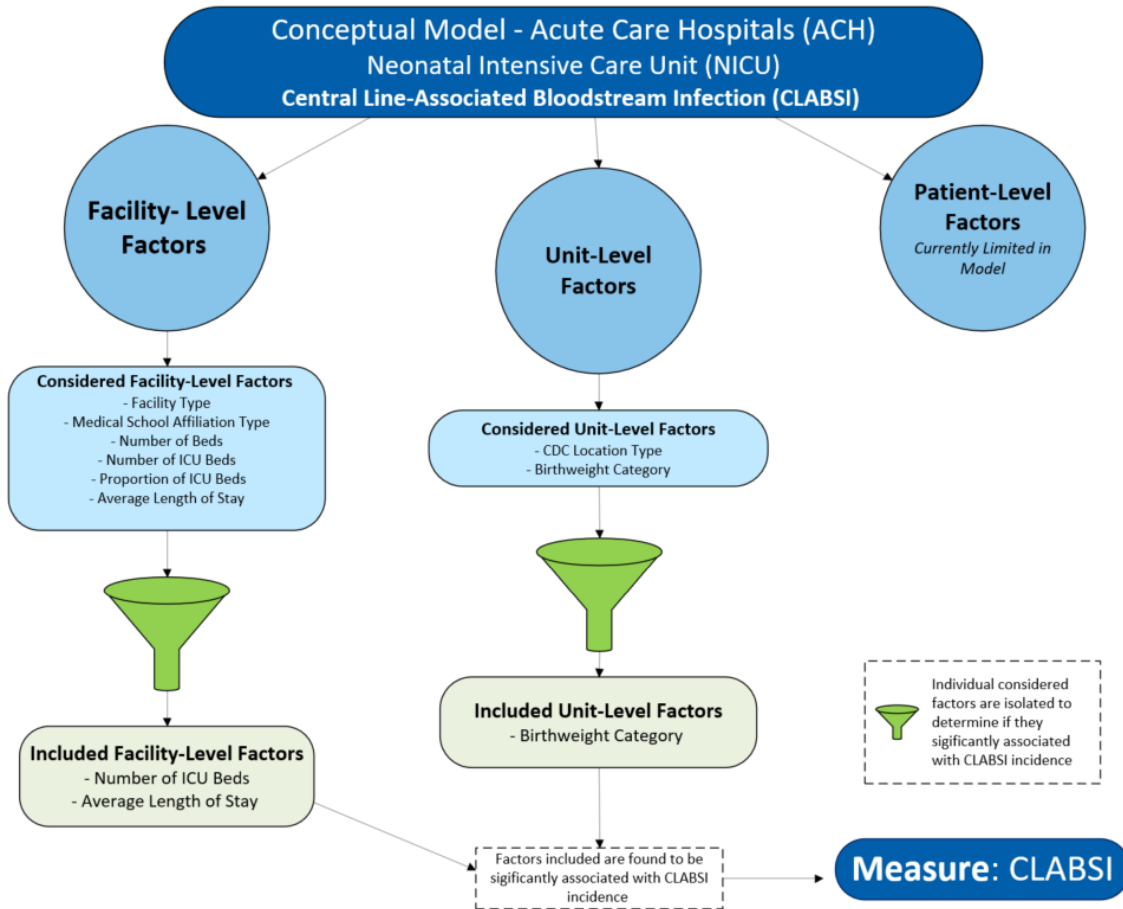 Conceptual Model - Acute Care Hospitals (ACH)
Neonatal Intensive Care Unit (NICU)
Central Line-Associated Bloodstream Infection (CLABSI)
Facility- Level
Factors
Unit-Level
Factors
Patient-Level
Factors
Currently Limited in
Model
Considered Facility-Level Factors
- Facility Type
- Medical School Affiliation Type
- Number of Beds
- Number of ICU Beds
- Proportion of ICU Beds
- Average Length of Stay
Considered Unit-Level Factors
- CDC Location Type
- Birthweight Category
Included Facility-Level Factors
- Number of ICU Beds
- Average Length of Stay
Included Unit-Level Factors
- Birthweight Category
Individual considered
factors are isolated to
determine if they
sigificantly associated
with CLABSI incidence
Factors included are found to be
sigificantly associated with CLABSI
incidence
Measure: CLABSI